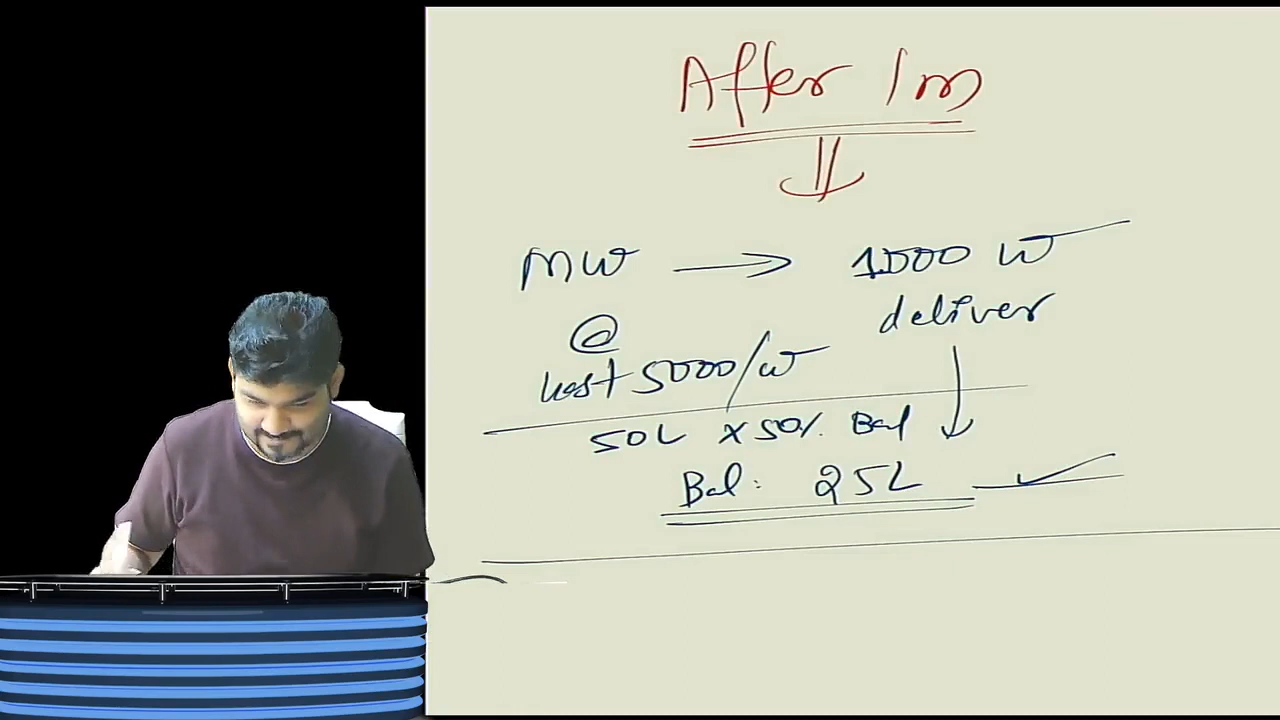 After 1m
MW → 1000 W
deliver
@
cost 5000/W
50L x 50% Bal
Bal: 25L